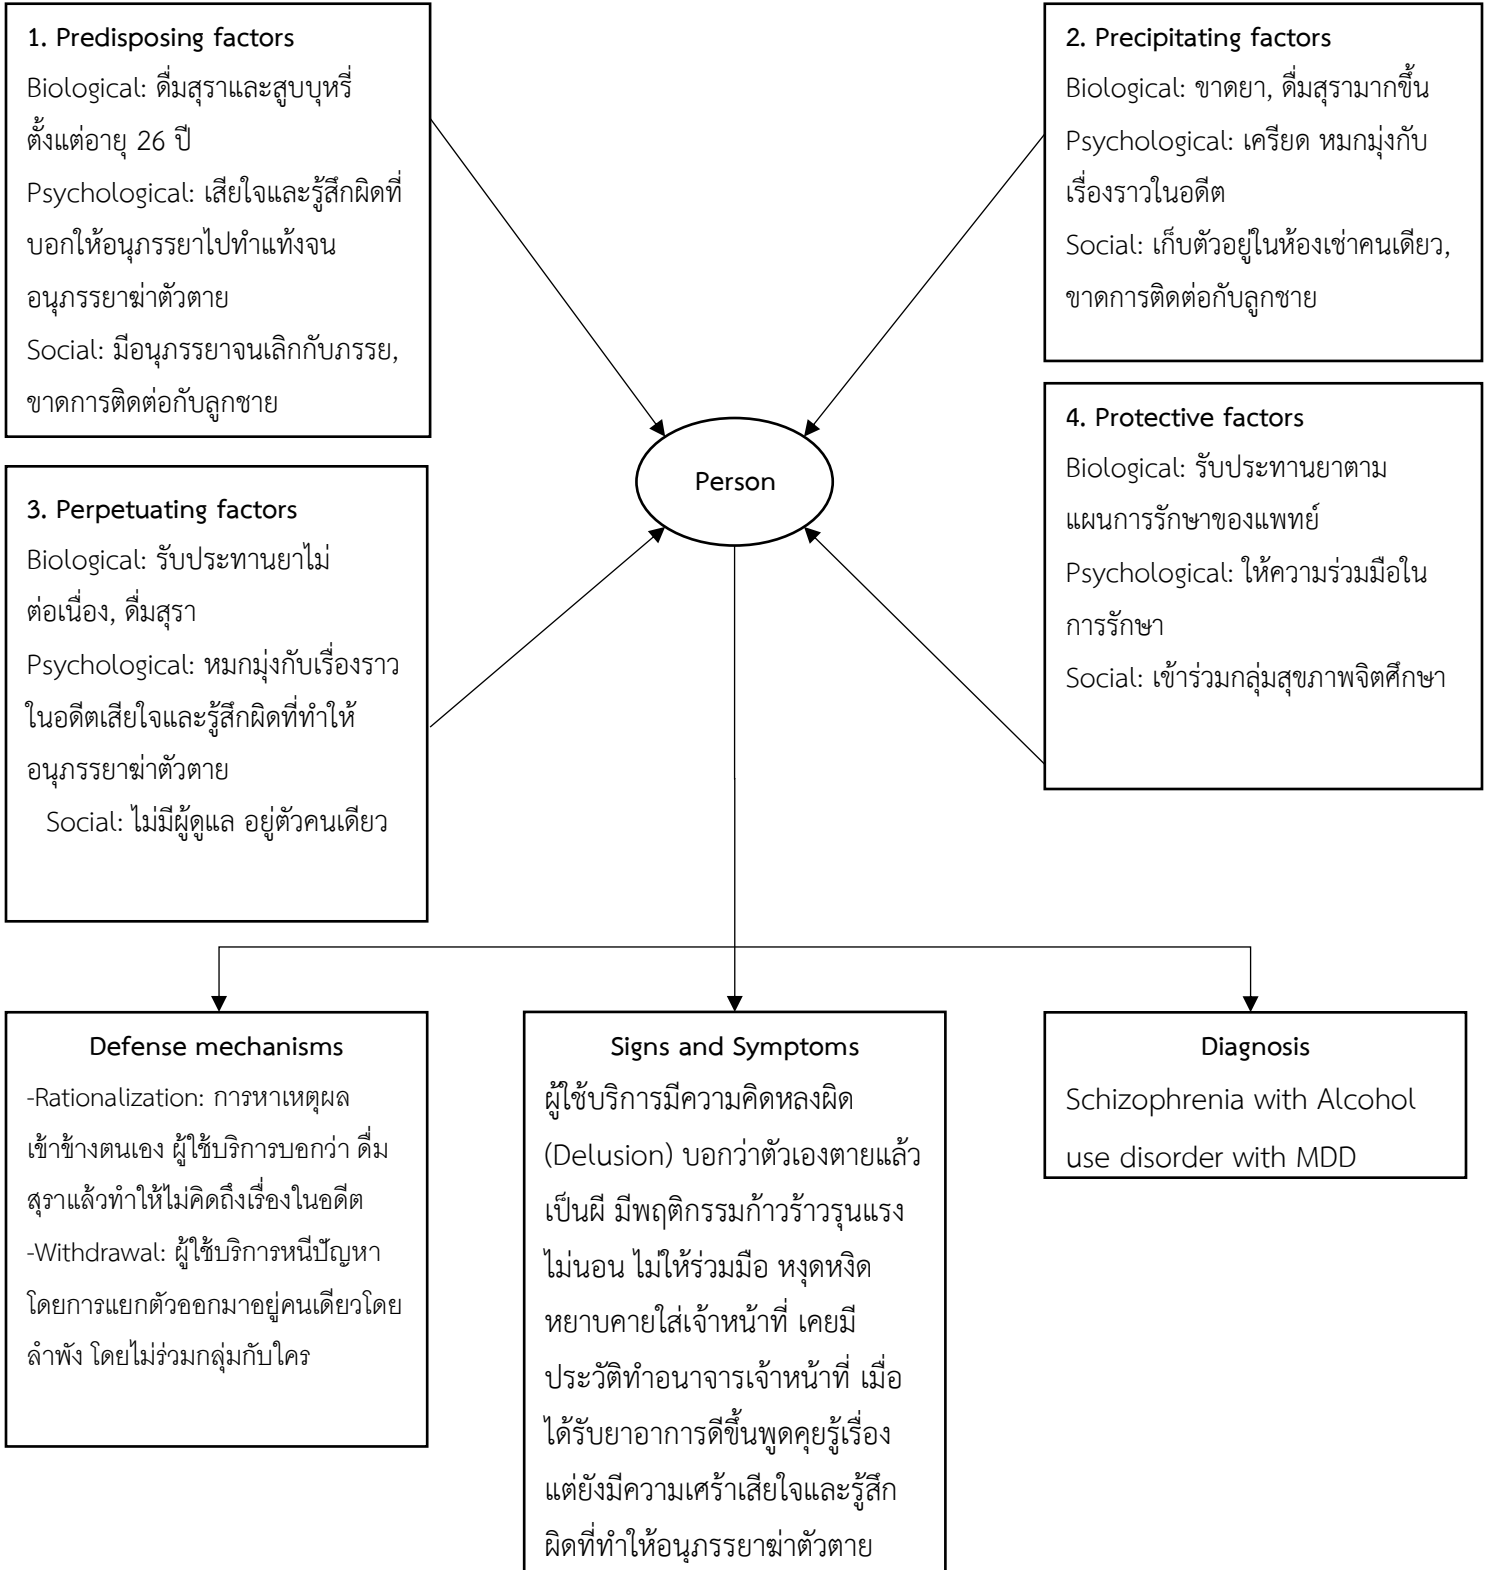 1. Predisposing factors
Biological: ดื่มสุราและสูบบุหรี่
ตั้งแต่อายุ 26 ปี
Psychological: เสียใจและรู้สึกผิดที่
บอกให้อนุภรรยาไปทำแท้งจน
อนุภรรยาฆ่าตัวตาย
Social: มีอนุภรรยาจนเลิกกับภรรย,
ขาดการติดต่อกับลูกชาย
2. Precipitating factors
Biological: ขาดยา, ดื่มสุรามากขึ้น
Psychological: เครียด หมกมุ่งกับ
เรื่องราวในอดีต
Social: เก็บตัวอยู่ในห้องเช่าคนเดียว,
ขาดการติดต่อกับลูกชาย
Person
3. Perpetuating factors
Biological: รับประทานยาไม่
ต่อเนื่อง, ดื่มสุรา
Psychological: หมกมุ่งกับเรื่องราว
ในอดีตเสียใจและรู้สึกผิดที่ทำให้
อนุภรรยาฆ่าตัวตาย
Social: ไม่มีผู้ดูแล อยู่ตัวคนเดียว
4. Protective factors
Biological: รับประทานยาตาม
แผนการรักษาของแพทย์
Psychological: ให้ความร่วมมือใน
การรักษา
Social: เข้าร่วมกลุ่มสุขภาพจิตศึกษา
Defense mechanisms
-Rationalization: การหาเหตุผล
เข้าข้างตนเอง ผู้ใช้บริการบอกว่า ดื่ม
สุราแล้วทำให้ไม่คิดถึงเรื่องในอดีต
-Withdrawal: ผู้ใช้บริการหนีปัญหา
โดยการแยกตัวออกมาอยู่คนเดียวโดย
ลำพัง โดยไม่ร่วมกลุ่มกับใคร
Signs and Symptoms
ผู้ใช้บริการมีความคิดหลงผิด
(Delusion) บอกว่าตัวเองตายแล้ว
เป็นผี มีพฤติกรรมก้าวร้าวรุนแรง
ไม่นอน ไม่ให้ร่วมมือ หงุดหงิด
หยาบคายใส่เจ้าหน้าที่ เคยมี
ประวัติทำอนาจารเจ้าหน้าที่ เมื่อ
ได้รับยาอาการดีขึ้นพูดคุยรู้เรื่อง
แต่ยังมีความเศร้าเสียใจและรู้สึก
ผิดที่ทำให้อนุภรรยาฆ่าตัวตาย
Diagnosis
Schizophrenia with Alcohol
use disorder with MDD